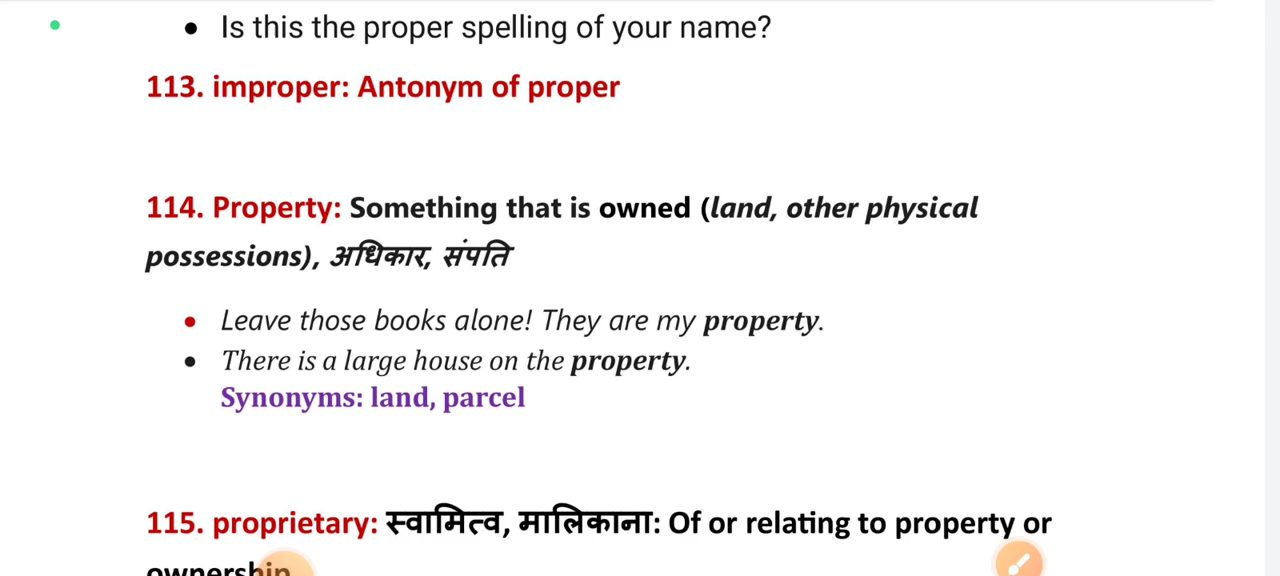 Is this the proper spelling of your name?
113. improper: Antonym of proper
114. Property: Something that is owned (land, other physical
possessions), अधिकार, संपति
Leave those books alone! They are my property.
There is a large house on the property.
Synonyms: land, parcel
115. proprietary: स्वामित्व, मालिकाना: Of or relating to property or
ownership